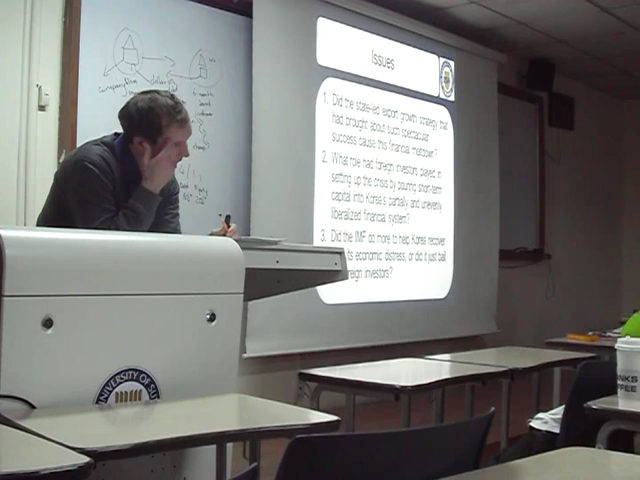 Issues
1. Did the state-led export growth strategy that
had brought about such spectacular
success cause this financial meltdown?
2. What role had foreign investors played in
setting up the crisis by pouring short-term
capital into Korea's partially and unevenly
liberalized financial system?
3. Did the IMF do more to help Korea recover
its economic distress, or did it just bail
foreign investors?
UNIVERSITY OF SU
NKS
FFEE